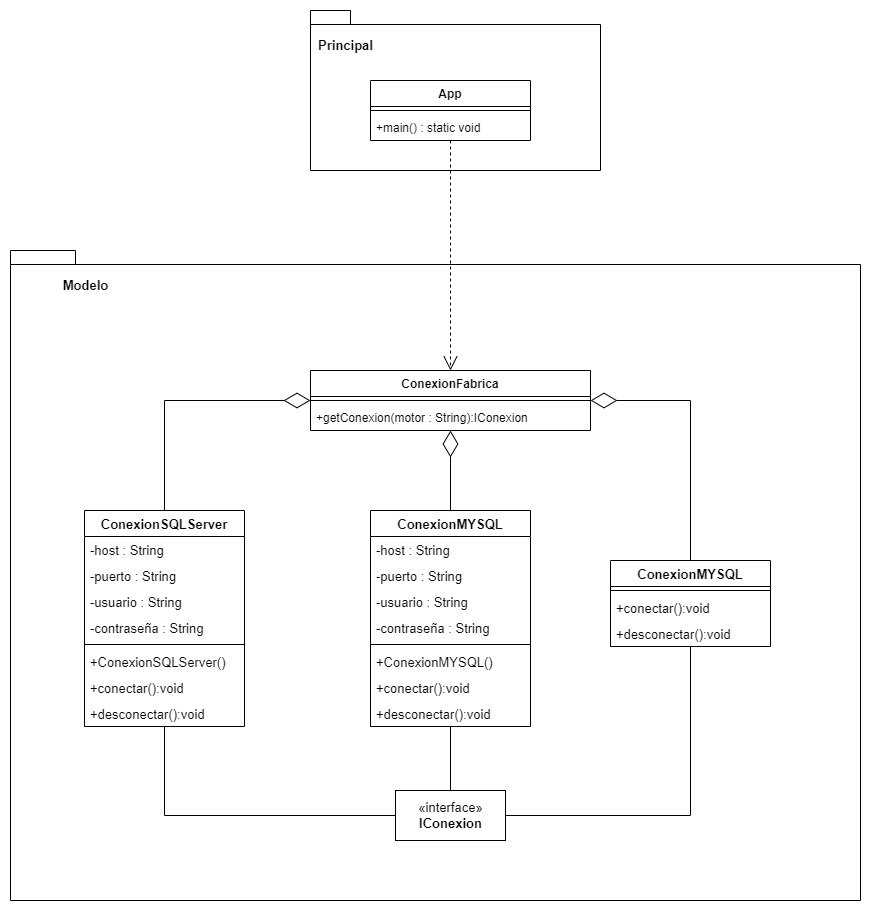 Principal
App
+main() : static void
Modelo
ConexionFabrica
+getConexion(motor : String):IConexion
ConexionSQLServer
-host : String
-puerto : String
-usuario : String
-contraseña : String
+ConexionSQLServer()
+conectar():void
+desconectar():void
ConexionMYSQL
-host : String
-puerto : String
-usuario : String
-contraseña : String
+ConexionMYSQL()
+conectar():void
+desconectar():void
ConexionMYSQL
+conectar():void
+desconectar():void
«interface»
IConexion